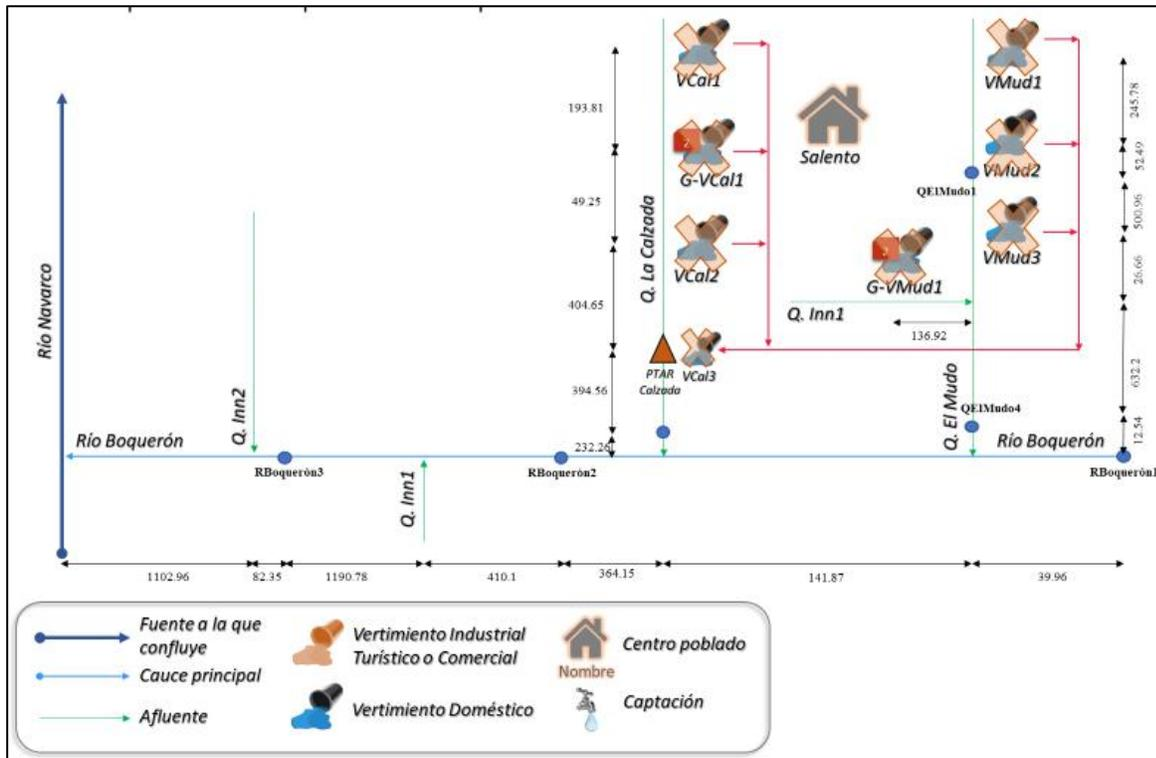 193.81
49.25
404.65
394.56
232.26
Río Navarco
Q. Inn2
Río Boquerón
RBoquerón3
Q. Inn1
RBoquerón2
Q. La Calzada
VCal1
2
G-VCal1
VCal2
PTAR
Calzada
VCal3
Salento
G-VMud1
Q. Inn1
136.92
Q. El Mudo
QElMudo1
QElMudo4
VMud1
VMud2
VMud3
Río Boquerón
RBoquerón1
245.78
52.49
500.96
26.66
632.2
12.54
1102.96
82.35
1190.78
410.1
364.15
141.87
39.96
Fuente a la que
confluye
Cauce principal
Afluente
Vertimiento Industrial
Turístico o Comercial
Vertimiento Doméstico
Nombre
Centro poblado
Captación